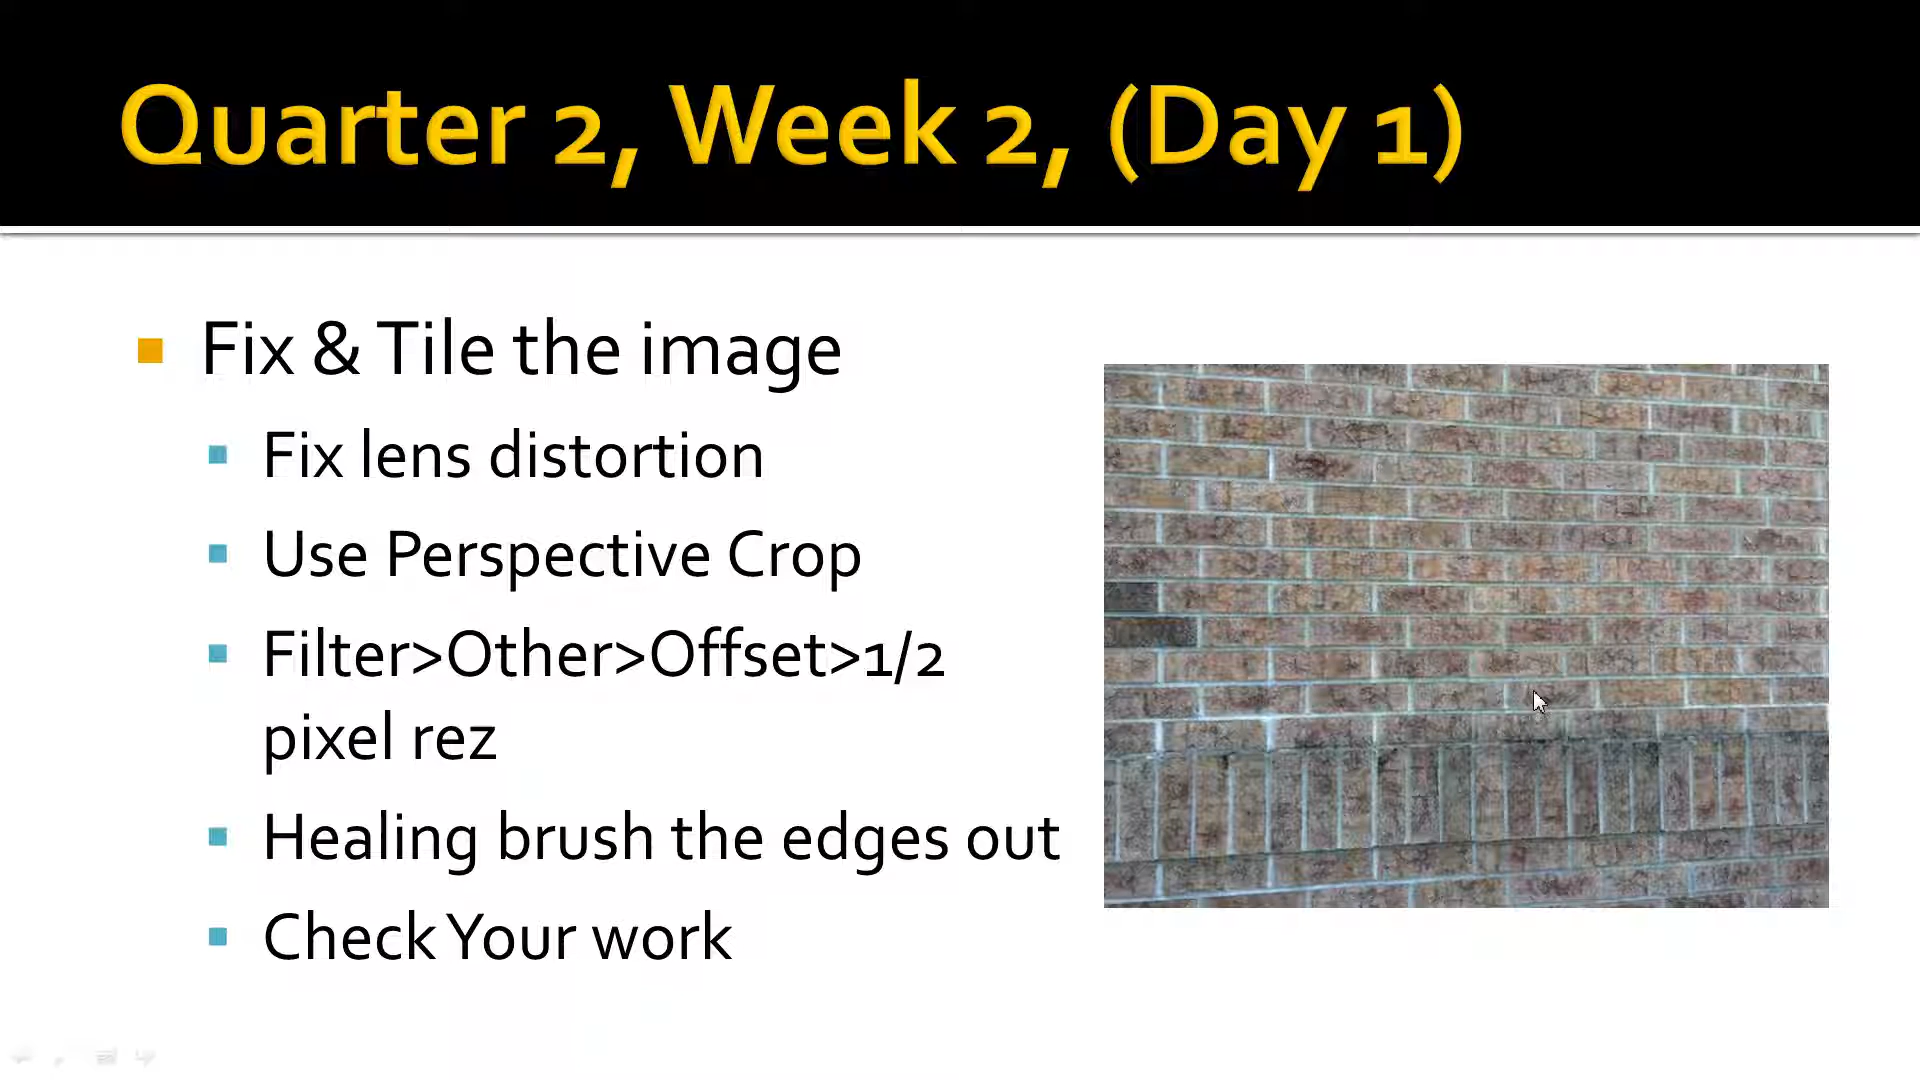 Quarter 2, Week 2, (Day 1)
Fix & Tile the image
Fix lens distortion
Use Perspective Crop
Filter>Other>Offset>1/2
pixel rez
Healing brush the edges out
Check Your work